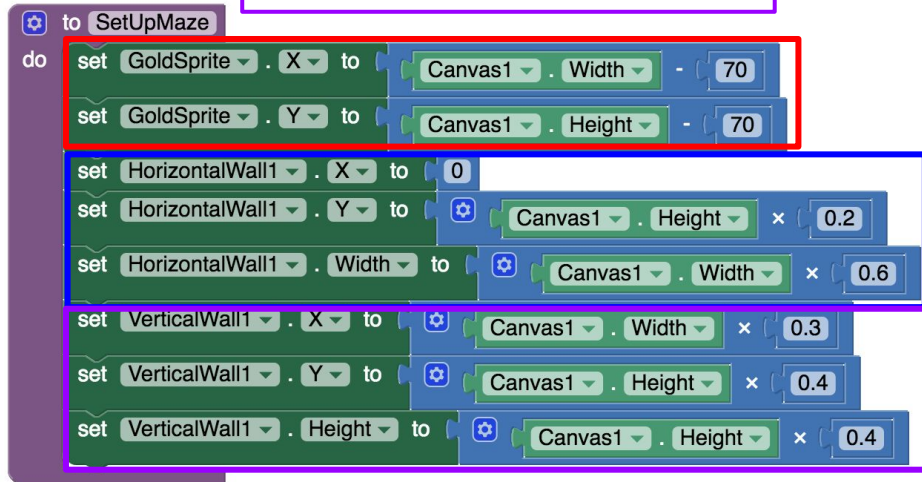 to SetUpMaze
do set GoldSprite . X to Canvas1 . Width - 70
set GoldSprite . Y to Canvas1 . Height - 70
set HorizontalWall1 . X to 0
set HorizontalWall1 . Y to Canvas1 . Height × 0.2
set HorizontalWall1 . Width to Canvas1 . Width × 0.6
set VerticalWall1 . X to Canvas1 . Width × 0.3
set VerticalWall1 . Y to Canvas1 . Height × 0.4
set VerticalWall1 . Height to Canvas1 . Height × 0.4